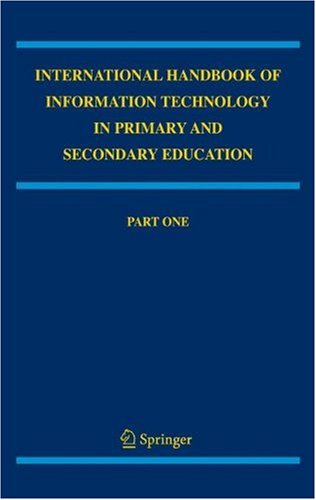 INTERNATIONAL HANDBOOK OF
INFORMATION TECHNOLOGY
IN PRIMARY AND
SECONDARY EDUCATION
PART ONE
Springer